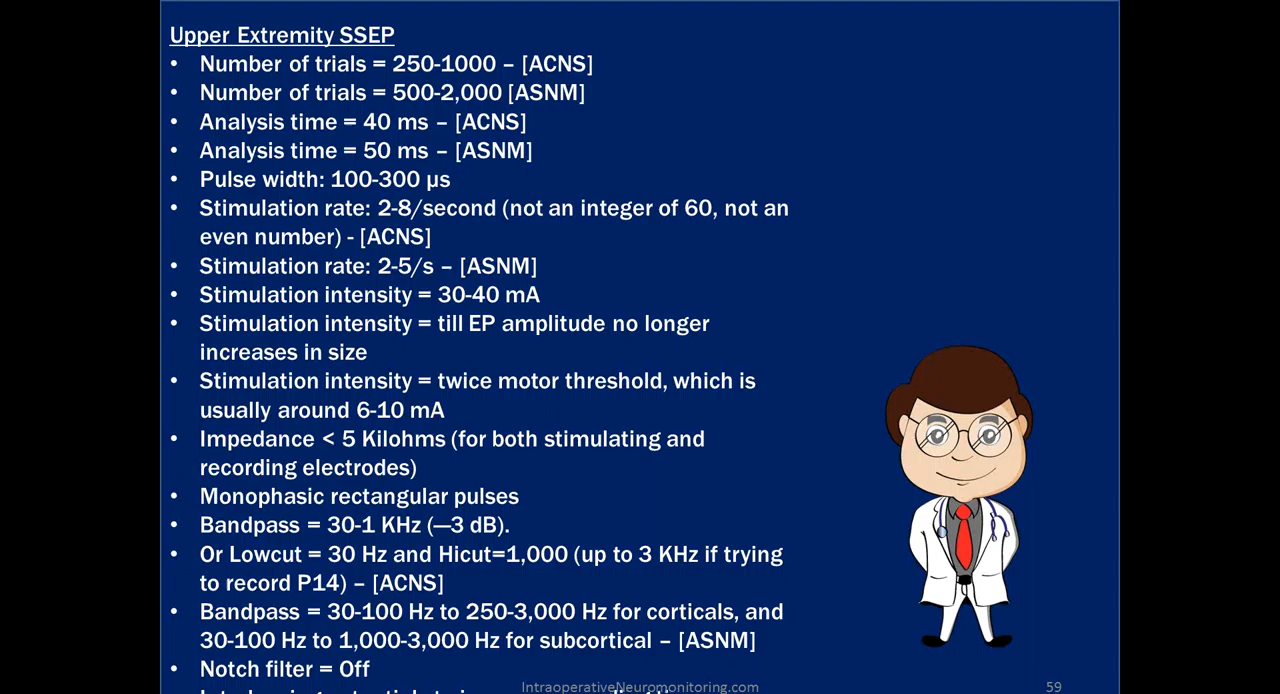 Upper Extremity SSEP
• Number of trials = 250-1000 – [ACNS]
• Number of trials = 500-2,000 [ASNM]
• Analysis time = 40 ms – [ACNS]
• Analysis time = 50 ms – [ASNM]
• Pulse width: 100-300 µs
• Stimulation rate: 2-8/second (not an integer of 60, not an
even number) - [ACNS]
• Stimulation rate: 2-5/s – [ASNM]
• Stimulation intensity = 30-40 mA
• Stimulation intensity = till EP amplitude no longer
increases in size
• Stimulation intensity = twice motor threshold, which is
usually around 6-10 mA
• Impedance < 5 Kilohms (for both stimulating and
recording electrodes)
• Monophasic rectangular pulses
• Bandpass = 30-1 KHz (—3 dB).
• Or Lowcut = 30 Hz and Hicut=1,000 (up to 3 KHz if trying
to record P14) – [ACNS]
• Bandpass = 30-100 Hz to 250-3,000 Hz for corticals, and
30-100 Hz to 1,000-3,000 Hz for subcortical – [ASNM]
• Notch filter = Off
IntraoperativeNeuromonitoring.com
59